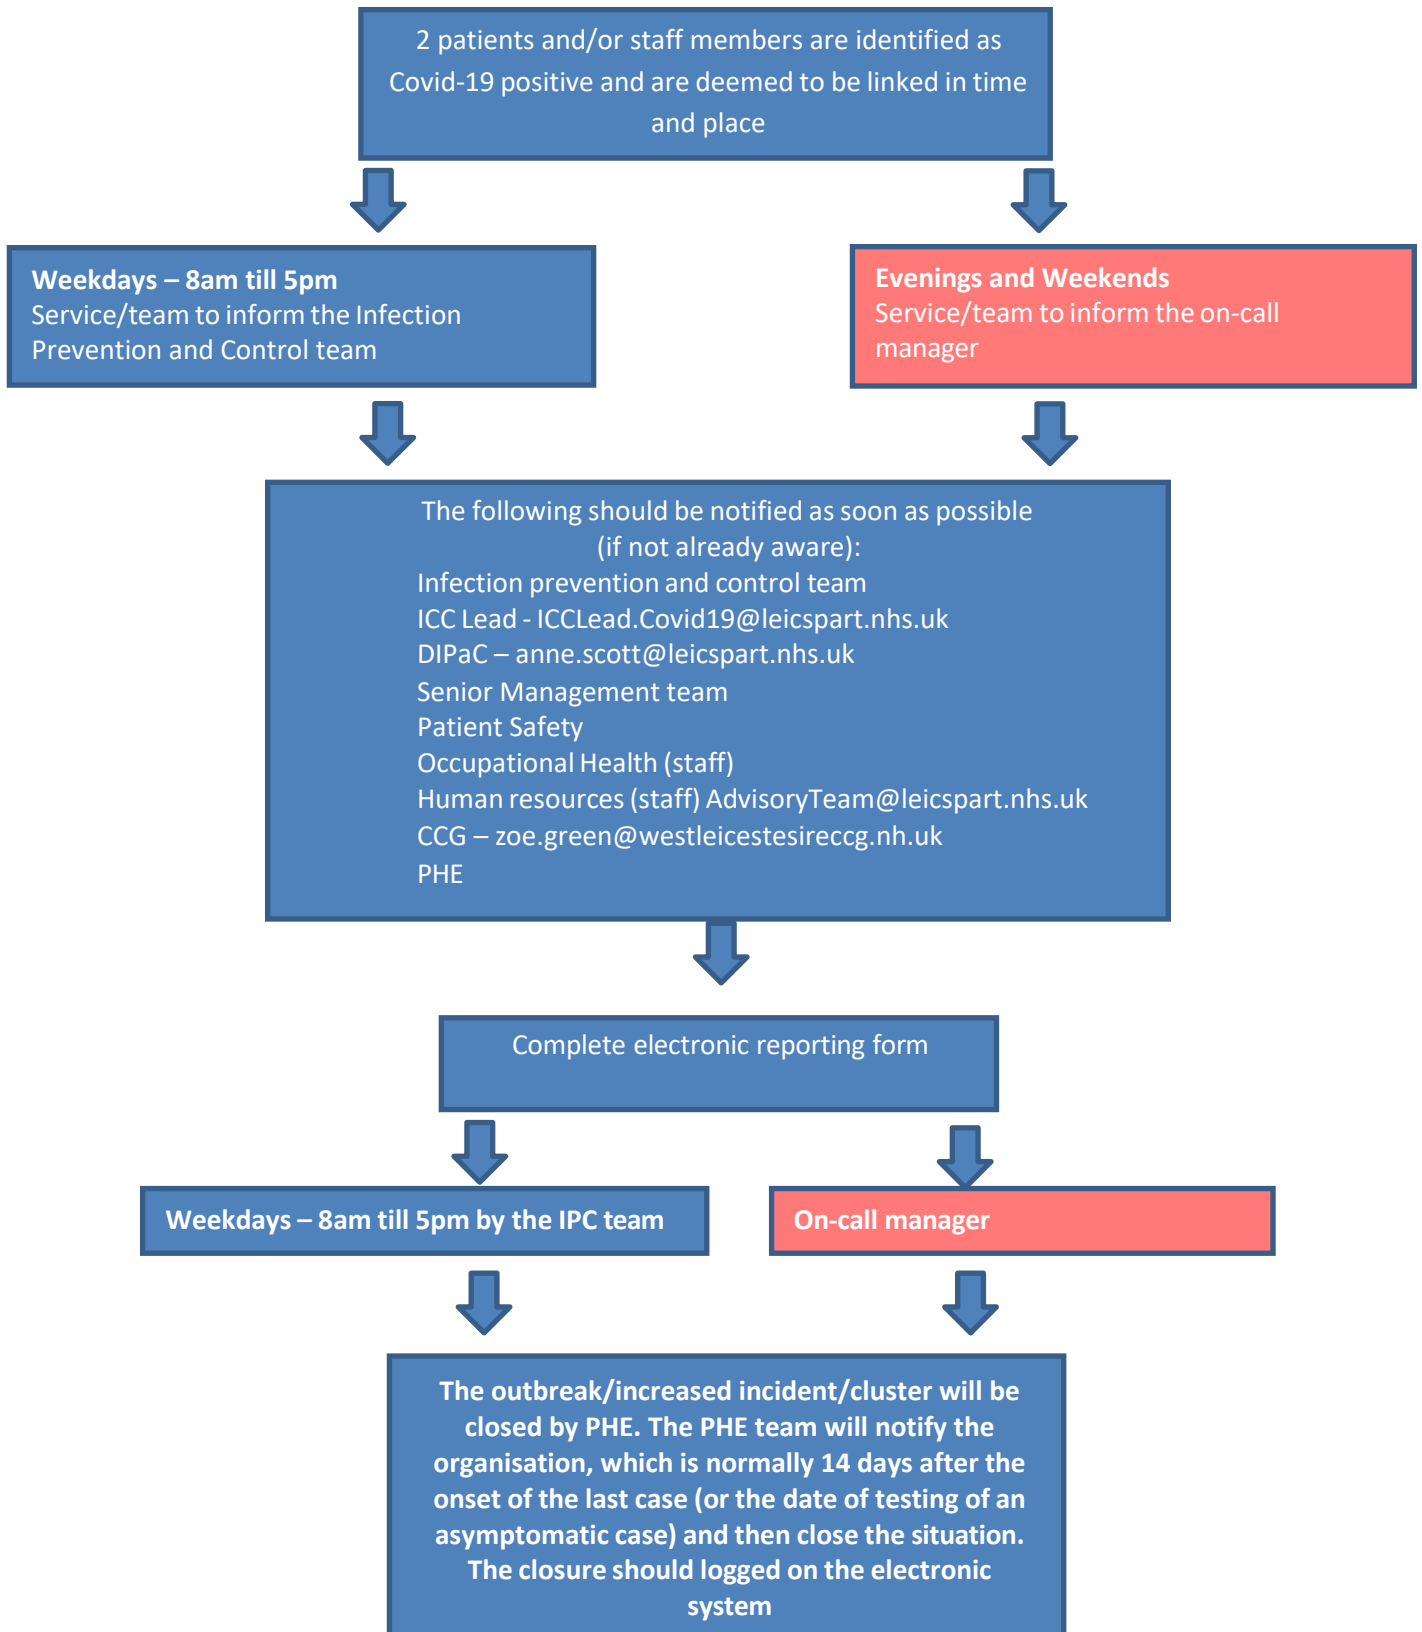 2 patients and/or staff members are identified as
Covid-19 positive and are deemed to be linked in time
and place
Weekdays – 8am till 5pm
Service/team to inform the Infection
Prevention and Control team
Evenings and Weekends
Service/team to inform the on-call
manager
The following should be notified as soon as possible
(if not already aware):
Infection prevention and control team
ICC Lead - ICCLead.Covid19@leicspart.nhs.uk
DIPaC – anne.scott@leicspart.nhs.uk
Senior Management team
Patient Safety
Occupational Health (staff)
Human resources (staff) AdvisoryTeam@leicspart.nhs.uk
CCG – zoe.green@westleicestesireccg.nh.uk
PHE
Complete electronic reporting form
Weekdays – 8am till 5pm by the IPC team
On-call manager
The outbreak/increased incident/cluster will be
closed by PHE. The PHE team will notify the
organisation, which is normally 14 days after the
onset of the last case (or the date of testing of an
asymptomatic case) and then close the situation.
The closure should logged on the electronic
system